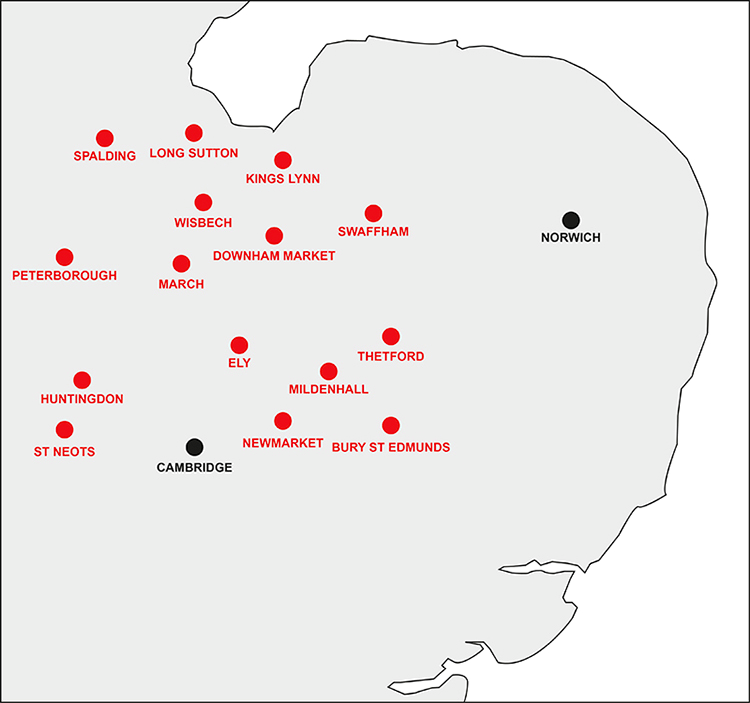 LONG SUTTON
SPALDING
KINGS LYNN
WISBECH
SWAFFHAM
NORWICH
DOWNHAM MARKET
PETERBOROUGH
MARCH
THETFORD
ELY
MILDENHALL
HUNTINGDON
NEWMARKET
BURY ST EDMUNDS
ST NEOTS
CAMBRIDGE